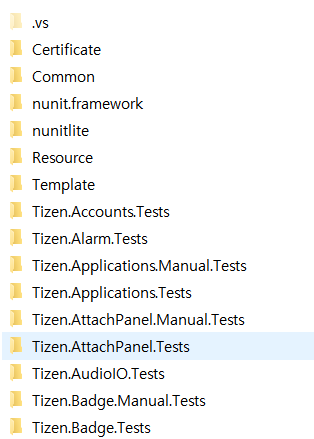 .vs
Certificate
Common
nunit.framework
nunitlite
Resource
Template
Tizen.Accounts.Tests
Tizen.Alarm.Tests
Tizen.Applications.Manual.Tests
Tizen.Applications.Tests
Tizen.AttachPanel.Manual.Tests
Tizen.AttachPanel.Tests
Tizen.AudioIO.Tests
Tizen.Badge.Manual.Tests
Tizen.Badge.Tests